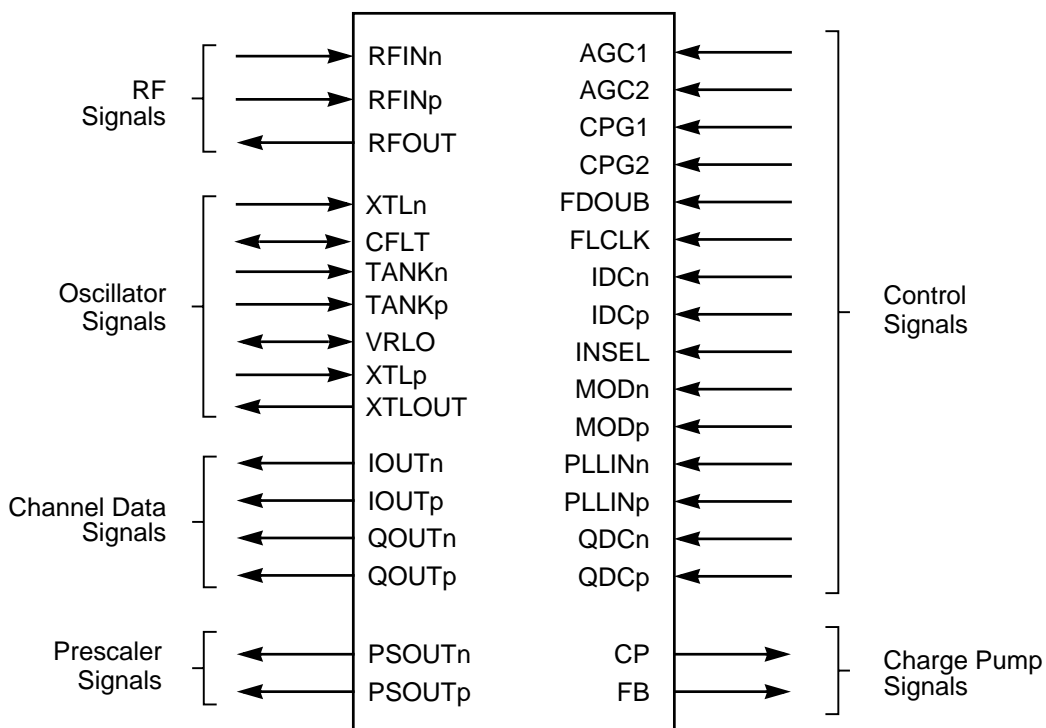 RF
Signals
RFINn
RFINp
RFOUT
Oscillator
Signals
XTLn
CFLT
TANKn
TANKp
VRLO
XTLp
XTLOUT
Channel Data
Signals
IOUTn
IOUTp
QOUTn
QOUTp
Prescaler
Signals
PSOUTn
PSOUTp
AGC1
AGC2
CPG1
CPG2
FDOUB
FLCLK
IDCn
IDCp
INSEL
MODn
MODp
PLLINn
PLLINp
QDCn
QDCp
Control
Signals
CP
FB
Charge Pump
Signals